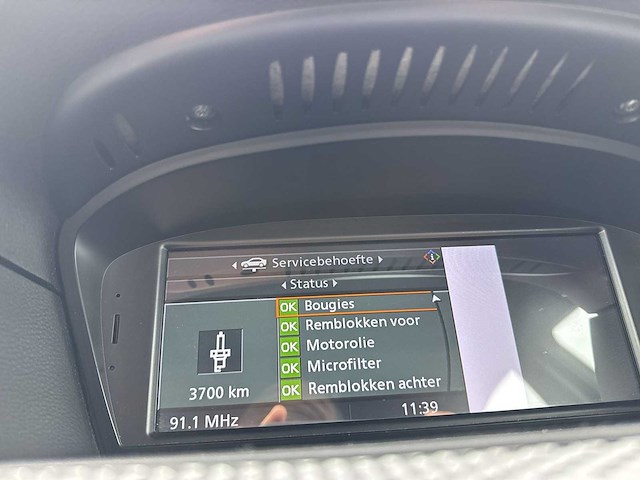 Servicebehoefte
Status
OK Bougies
OK Remblokken voor
OK Motorolie
OK Microfilter
OK Remblokken achter
3700 km
91.1 MHz
11:39